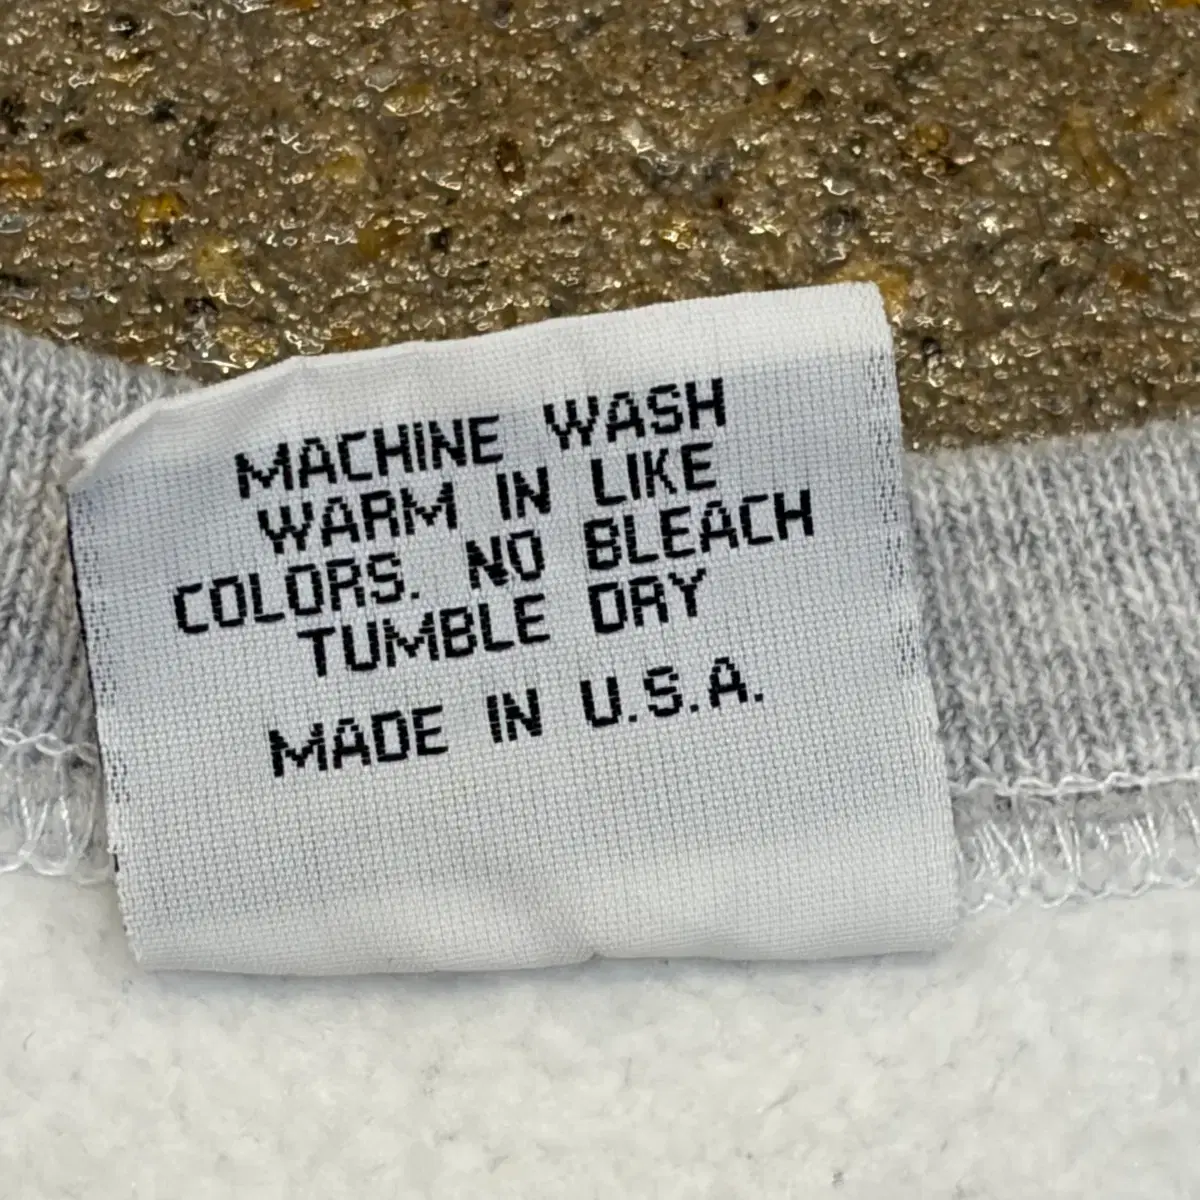 MACHINE WASH
WARM IN LIKE
COLORS. NO BLEACH
TUMBLE DRY
MADE IN U.S.A.